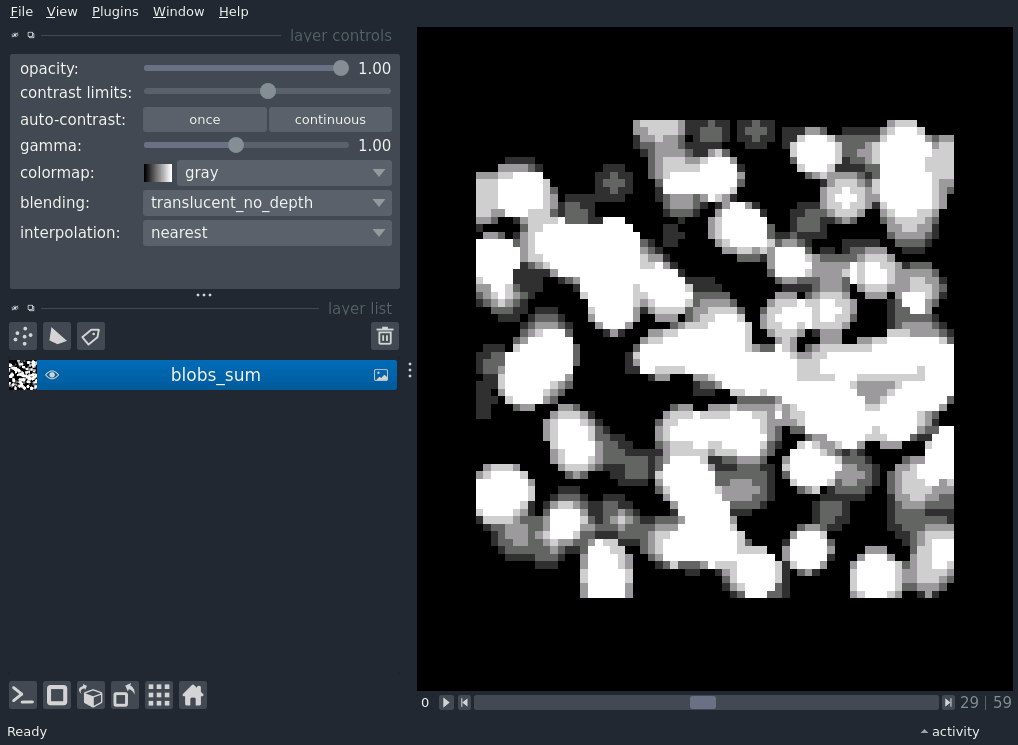 File View Plugins Window Help
layer controls
opacity: 1.00
contrast limits:
auto-contrast: once continuous
gamma: 1.00
colormap: gray
blending: translucent_no_depth
interpolation: nearest
layer list
blobs_sum
0 29 | 59
Ready
activity